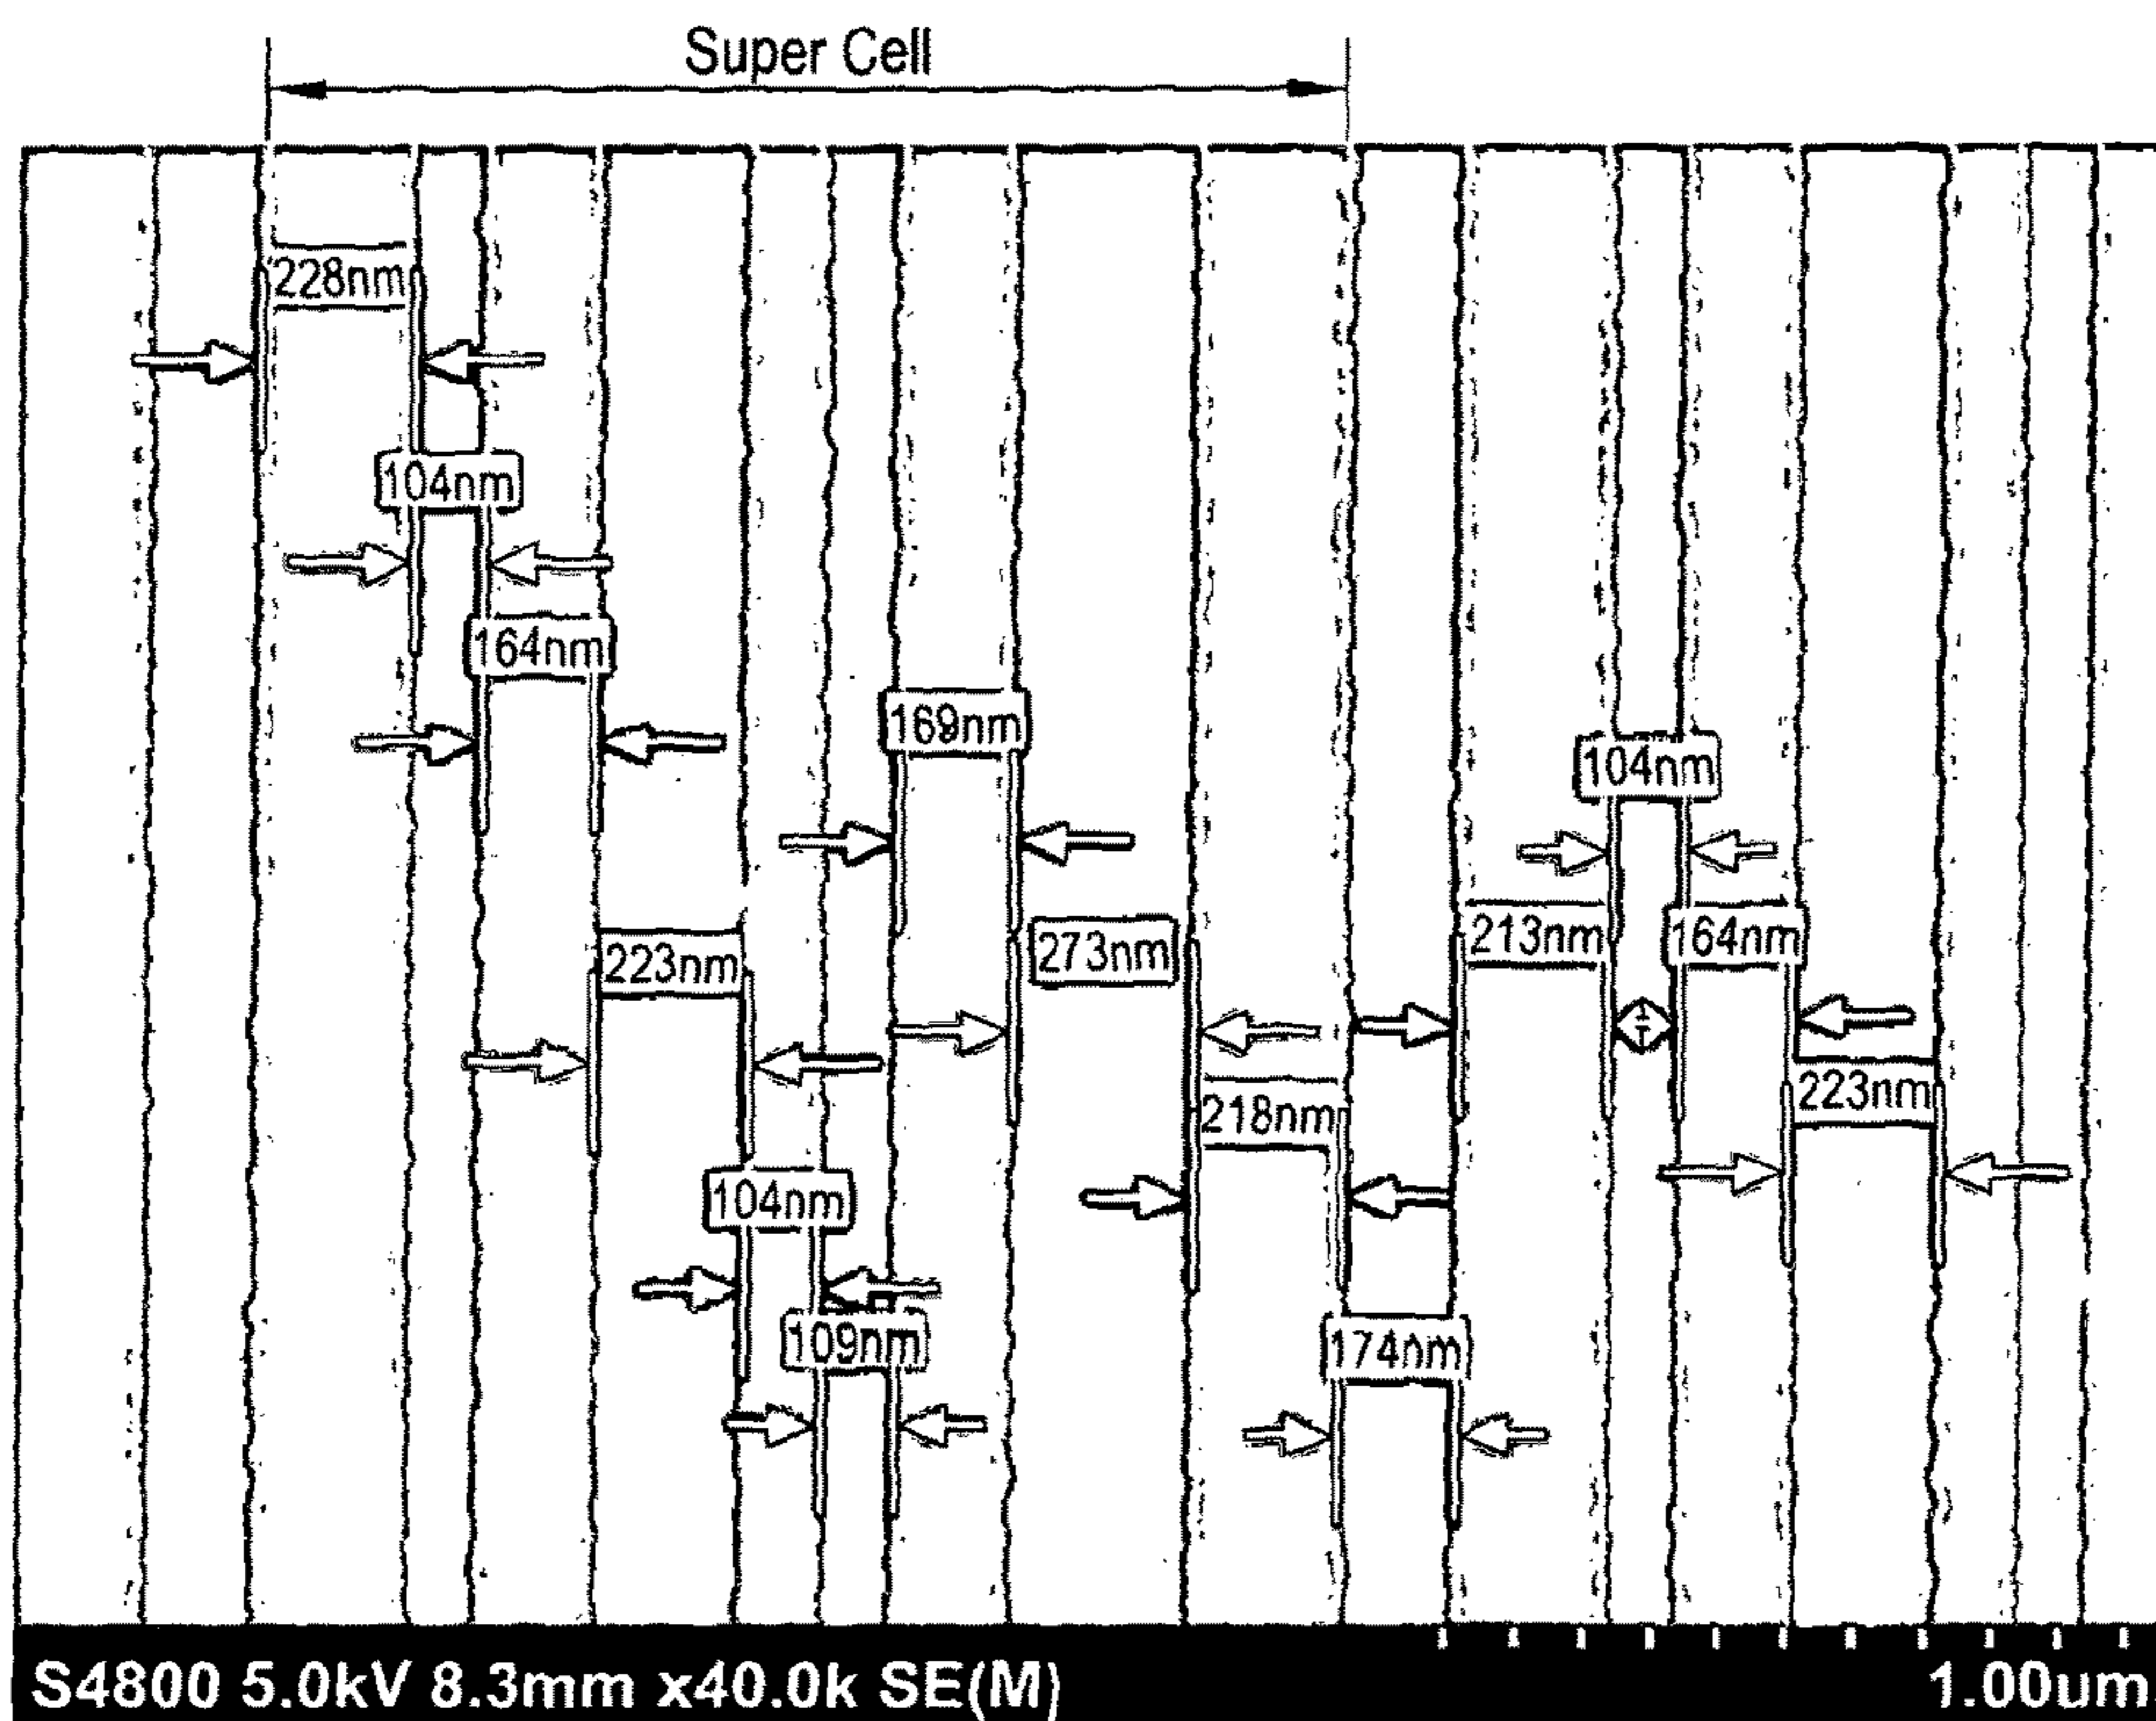 Super Cell
228nm
104nm
164nm
169nm
104nm
213nm
164nm
223nm
273nm
223nm
218nm
104nm
109nm
174nm
S4800 5.0kV 8.3mm x40.0k SE(M)
1.00um